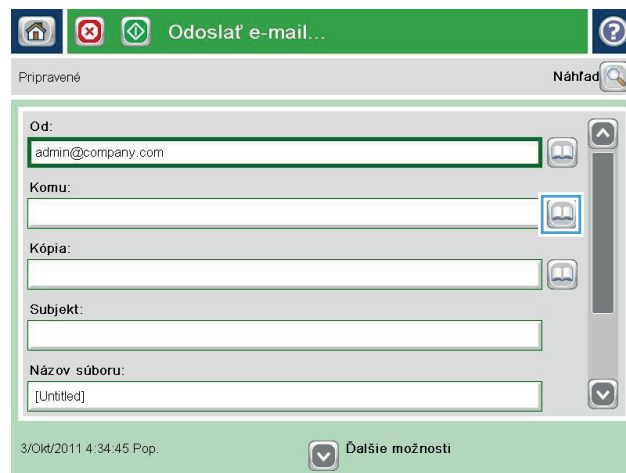 Odoslať e-mail...
Pripravené Náhľad
Od:
admin@company.com
Komu:
Kópia:
Subjekt:
Názov súboru:
[Untitled]
3/Okt/2011 4:34:45 Pop. Ďalšie možnosti